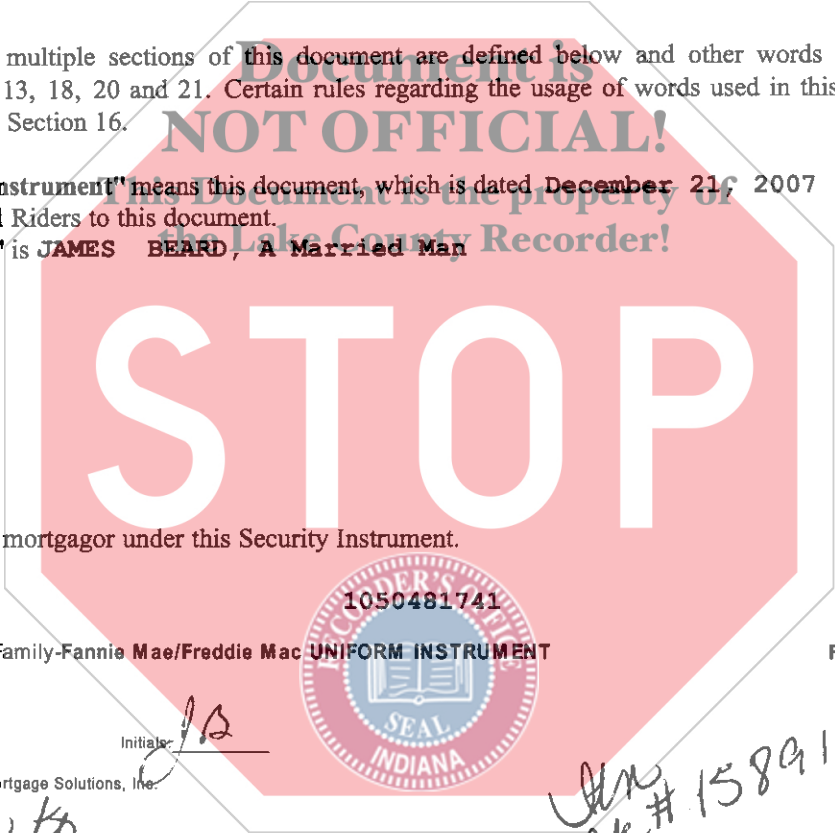 multiple sections of this document are defined below and other words
Document is
13, 18, 20 and 21. Certain rules regarding the usage of words used in this
NOT OFFICIAL!
Section 16.
nstrument" means this document, which is dated December 21, 2007
This Document is the property of
Riders to this document.
the Lake County Recorder!
" is JAMES BEARD, A Married Man
STOP
mortgagor under this Security Instrument.
RECORDER'S OFFICE
1050481741
Family-Fannie Mae/Freddie Mac UNIFORM INSTRUMENT
F
SEAL
INDIANA
Initials: JB
rtgage Solutions, Inc.
# 15891